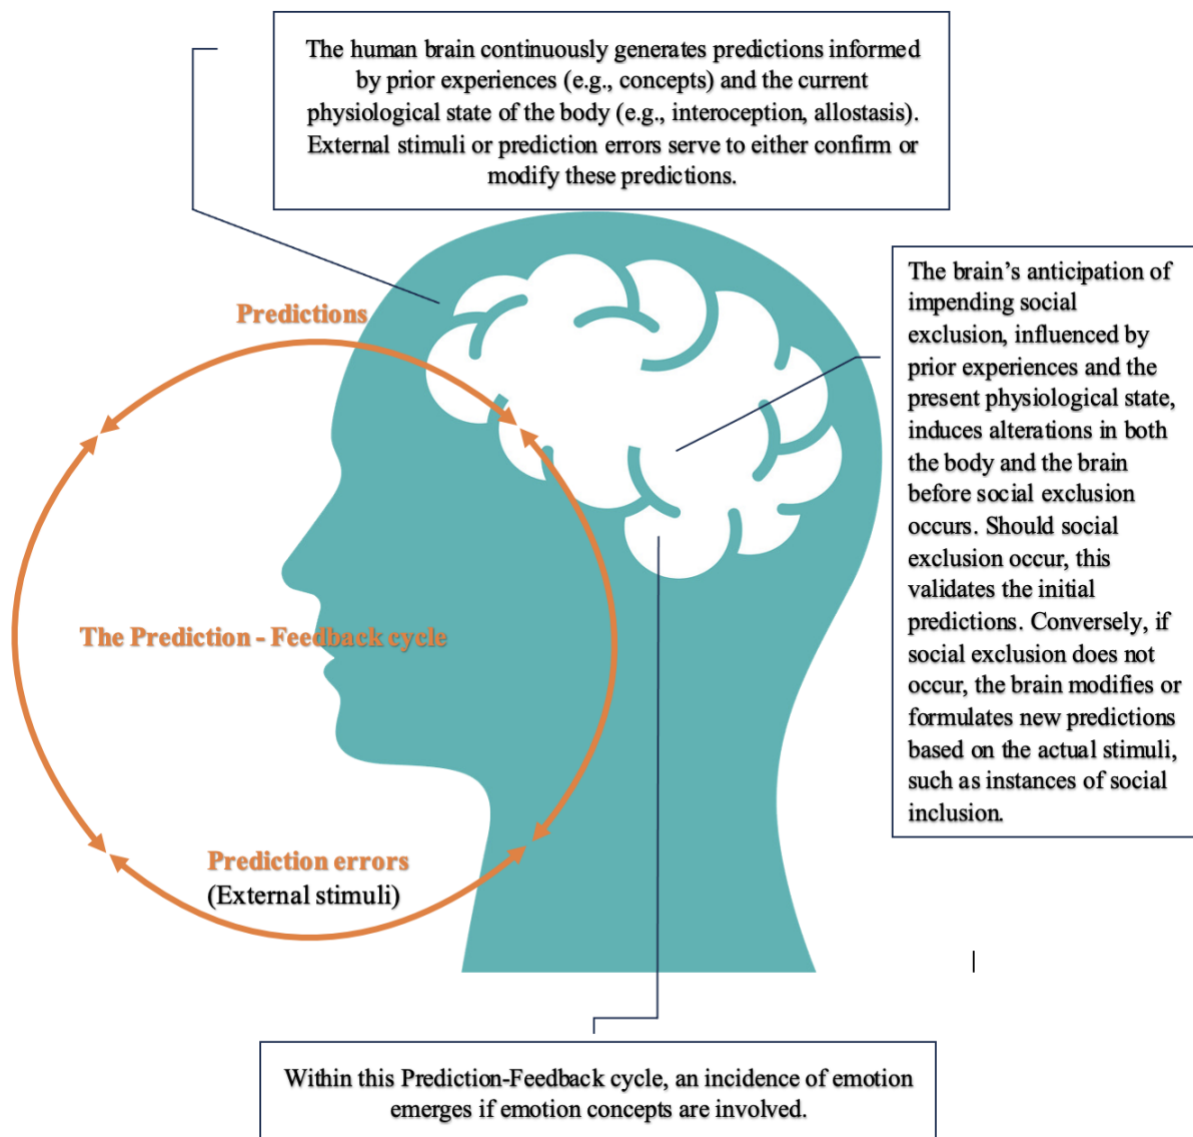 The human brain continuously generates predictions informed
by prior experiences (e.g., concepts) and the current
physiological state of the body (e.g., interoception, allostasis).
External stimuli or prediction errors serve to either confirm or
modify these predictions.
Predictions
The Prediction - Feedback cycle
Prediction errors
(External stimuli)
The brain’s anticipation of
impending social
exclusion, influenced by
prior experiences and the
present physiological state,
induces alterations in both
the body and the brain
before social exclusion
occurs. Should social
exclusion occur, this
validates the initial
predictions. Conversely, if
social exclusion does not
occur, the brain modifies or
formulates new predictions
based on the actual stimuli,
such as instances of social
inclusion.
Within this Prediction-Feedback cycle, an incidence of emotion
emerges if emotion concepts are involved.